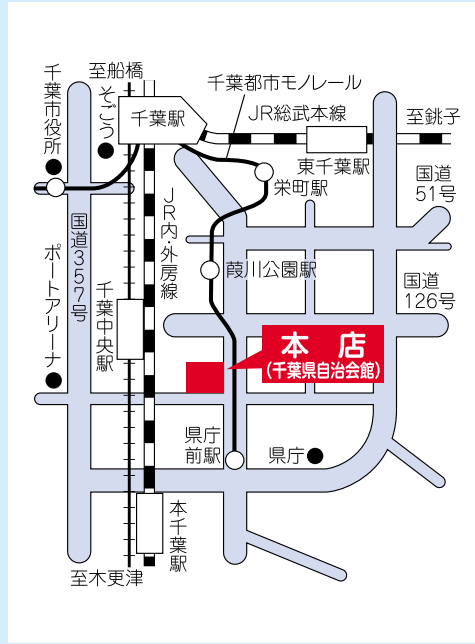 至船橋
千葉市役所
そごう
千葉駅
千葉都市モノレール
JR総武本線
至銚子
東千葉駅
栄町駅
国道
51号
JR内・外房線
国道357号
ポートアリーナ
千葉中央駅
葭川公園駅
国道
126号
本店
(千葉県自治会館)
県庁
前駅
県庁
本千葉駅
至木更津